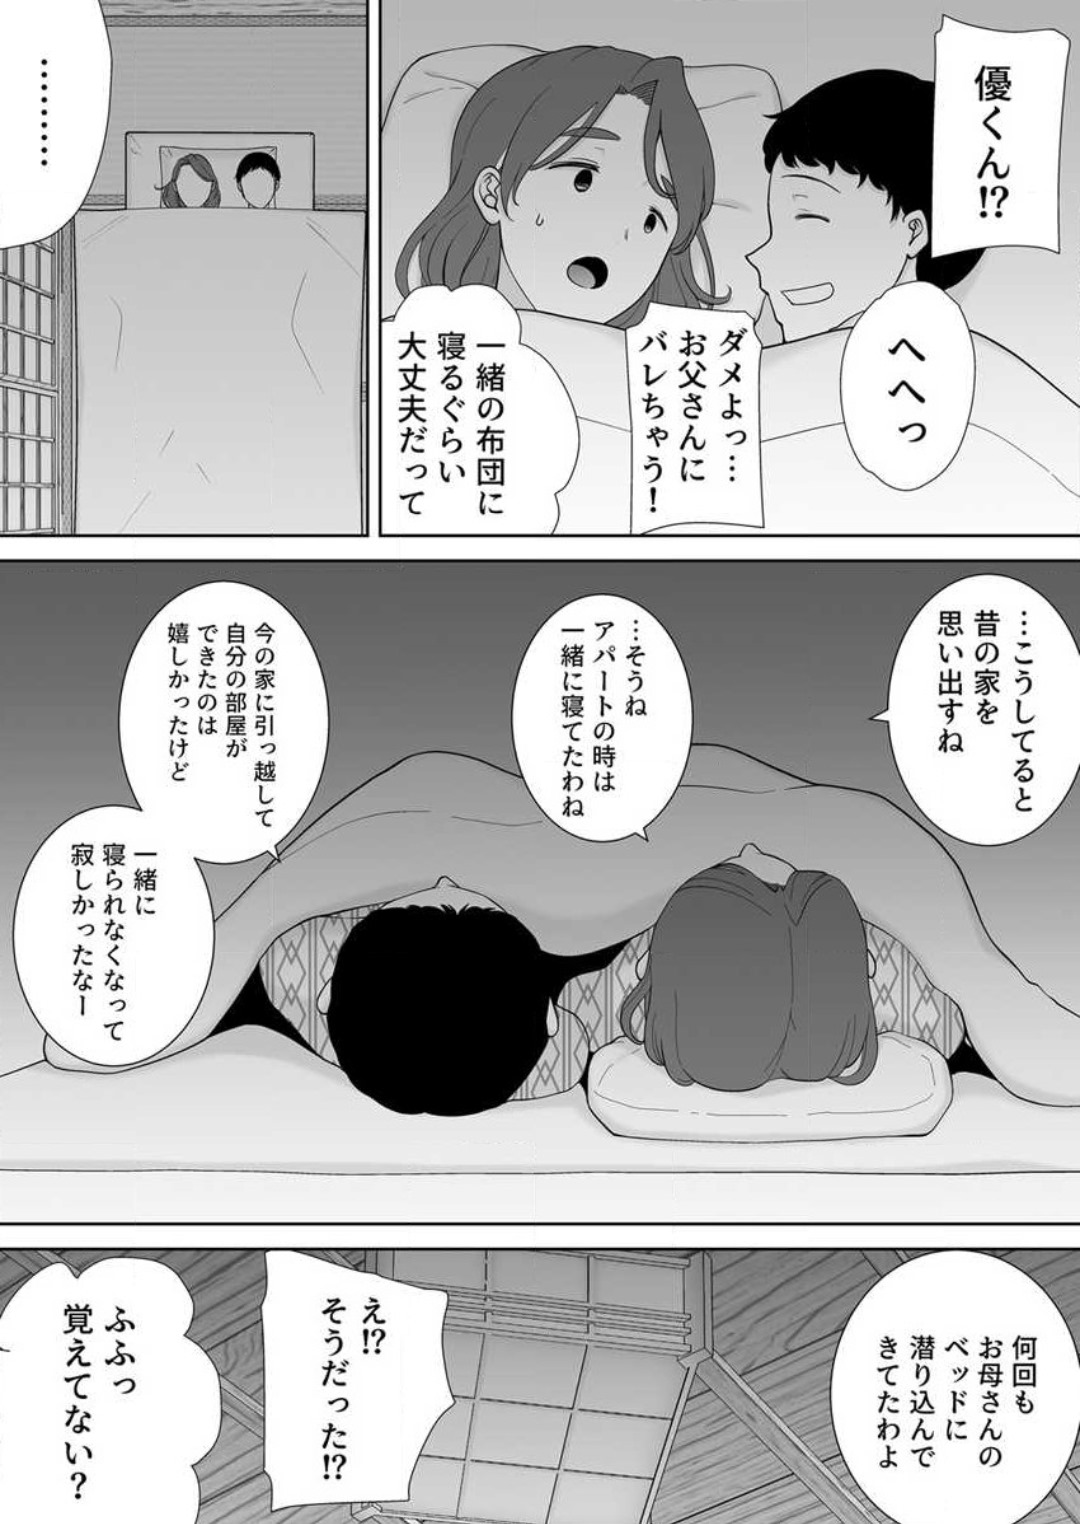 優くん!?
へへっ
ダメよっ…
お父さんに
バレちゃう！
一緒の布団に
寝るぐらい
大丈夫だって
………
…こうしてると
昔の家を
思い出すね
…そうね
アパートの時は
一緒に寝てたわね
今の家に引っ越して
自分の部屋が
できたのは
嬉しかったけど
一緒に
寝られなくなって
寂しかったなー
何回も
お母さんの
ベッドに
潜り込んで
きてたわよ
え!?
そうだった!?
ふふっ
覚えてない？